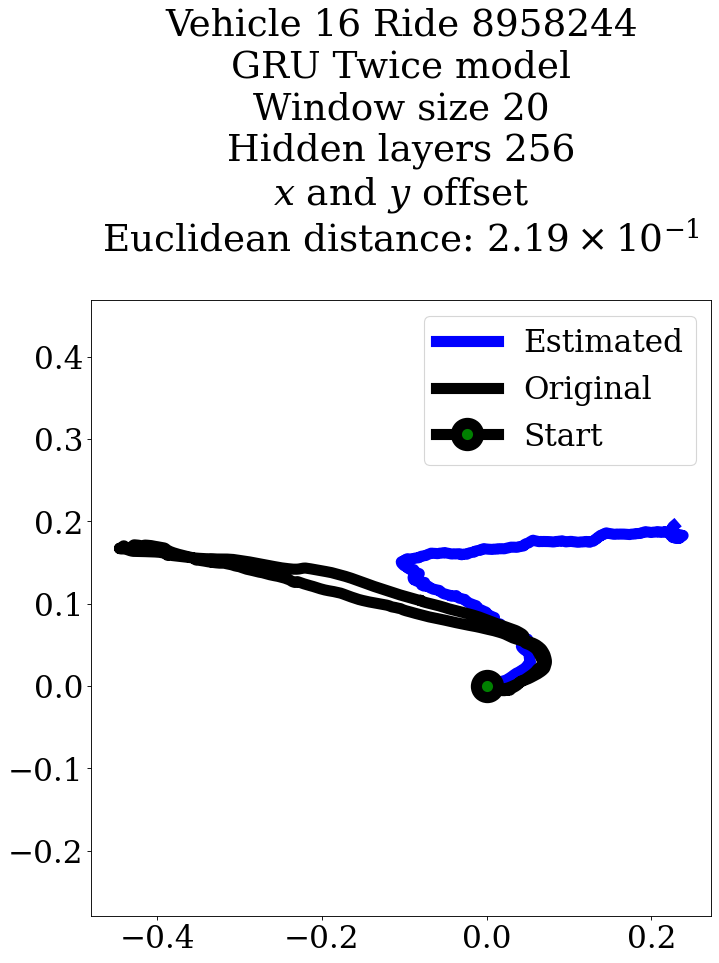 Vehicle 16 Ride 8958244
GRU Twice model
Window size 20
Hidden layers 256
x and y offset
Euclidean distance: 2.19 × 10⁻¹
Estimated
Original
Start
0.4
0.3
0.2
0.1
0.0
−0.1
−0.2
−0.4 −0.2 0.0 0.2